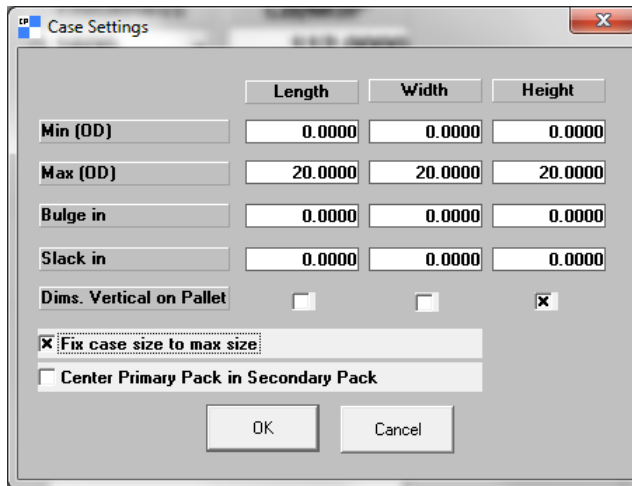 CP
Case Settings
Length Width Height
Min (OD) 0.0000 0.0000 0.0000
Max (OD) 20.0000 20.0000 20.0000
Bulge in 0.0000 0.0000 0.0000
Slack in 0.0000 0.0000 0.0000
Dims. Vertical on Pallet
Fix case size to max size
Center Primary Pack in Secondary Pack
OK Cancel